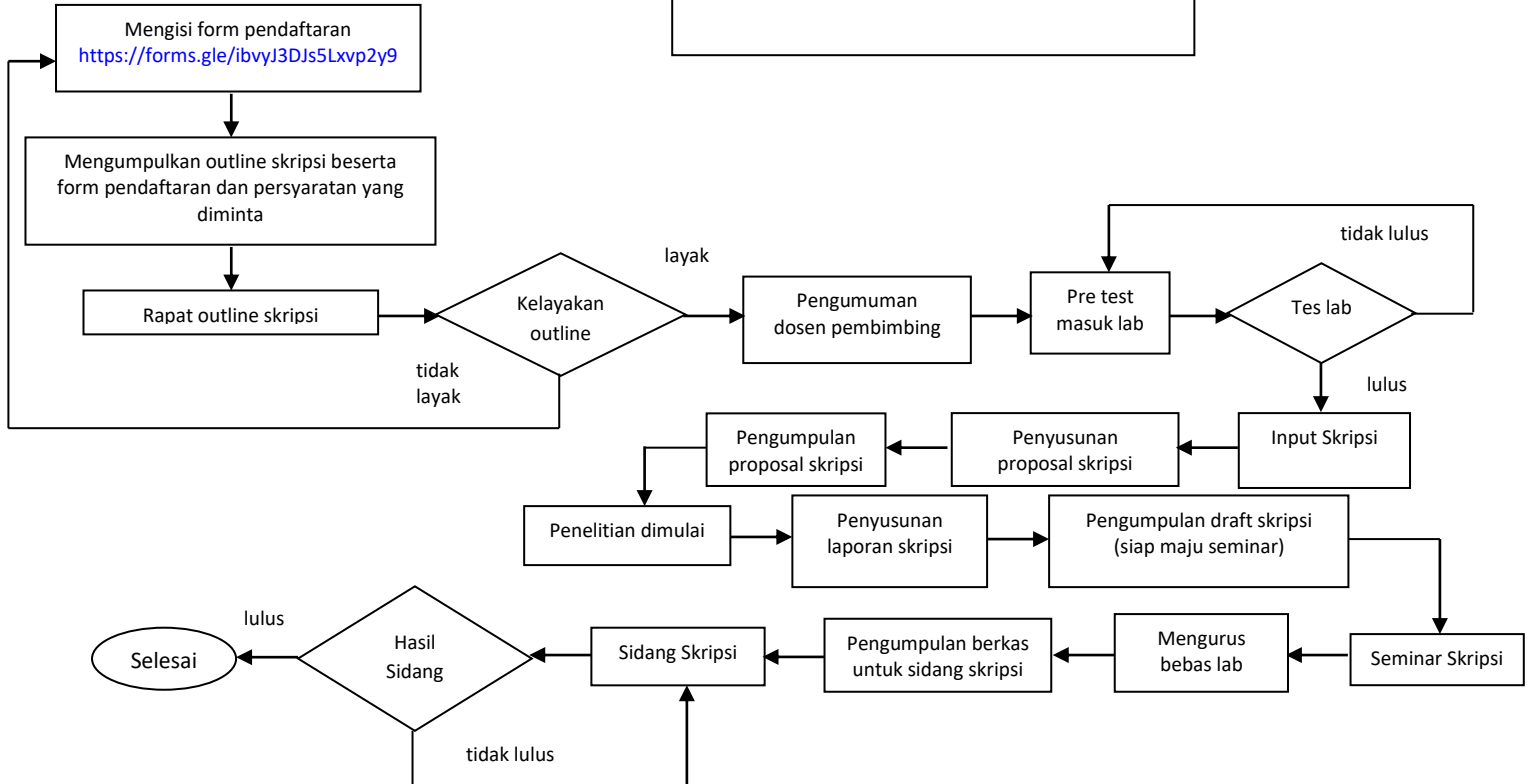 Mengisi form pendaftaran
https://forms.gle/ibvyJ3DJs5Lxvp2y9
Mengumpulkan outline skripsi beserta
form pendaftaran dan persyaratan yang
diminta
Rapat outline skripsi
Kelayakan
outline
layak
tidak
layak
Pengumuman
dosen pembimbing
Pre test
masuk lab
Tes lab
tidak lulus
lulus
Input Skripsi
Penyusunan
proposal skripsi
Pengumpulan
proposal skripsi
Penelitian dimulai
Penyusunan
laporan skripsi
Pengumpulan draft skripsi
(siap maju seminar)
Seminar Skripsi
Mengurus
bebas lab
Pengumpulan berkas
untuk sidang skripsi
Sidang Skripsi
Hasil
Sidang
lulus
Selesai
tidak lulus